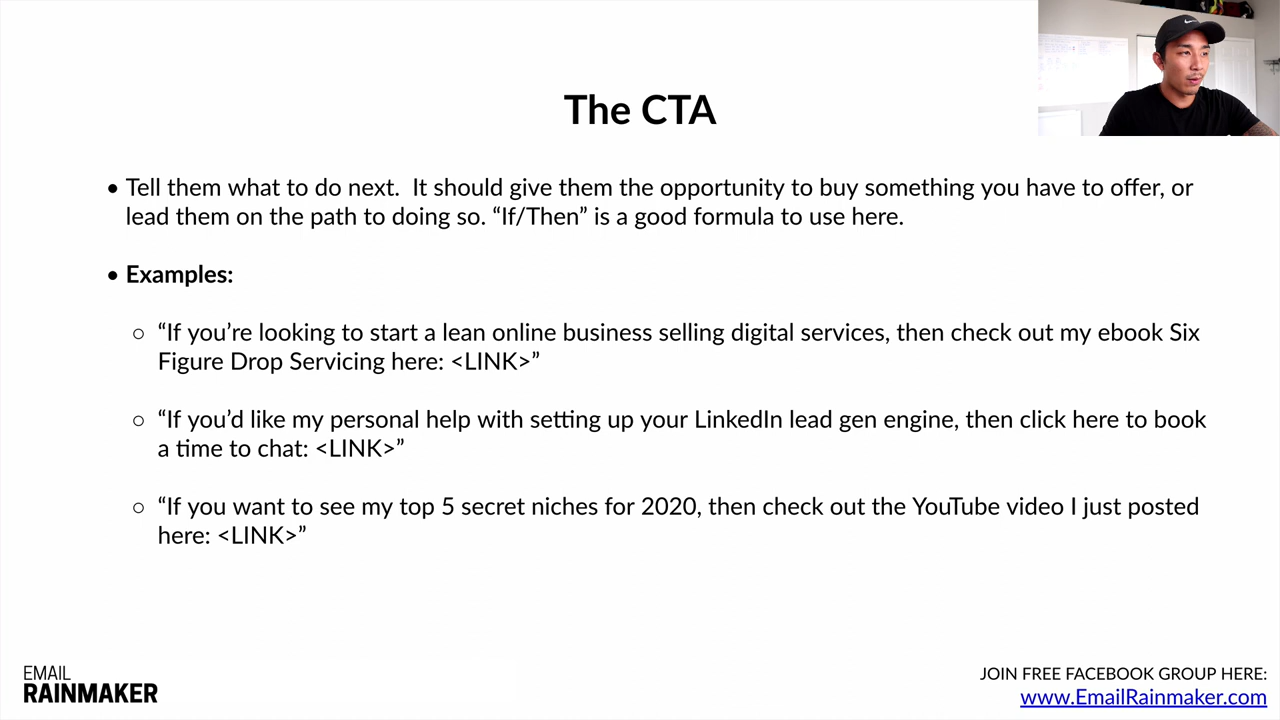 The CTA
• Tell them what to do next.  It should give them the opportunity to buy something you have to offer, or
lead them on the path to doing so. “If/Then” is a good formula to use here.
• Examples:
○ “If you’re looking to start a lean online business selling digital services, then check out my ebook Six
Figure Drop Servicing here: <LINK>”
○ “If you’d like my personal help with setting up your LinkedIn lead gen engine, then click here to book
a time to chat: <LINK>”
○ “If you want to see my top 5 secret niches for 2020, then check out the YouTube video I just posted
here: <LINK>”
EMAIL
RAINMAKER
JOIN FREE FACEBOOK GROUP HERE:
www.EmailRainmaker.com